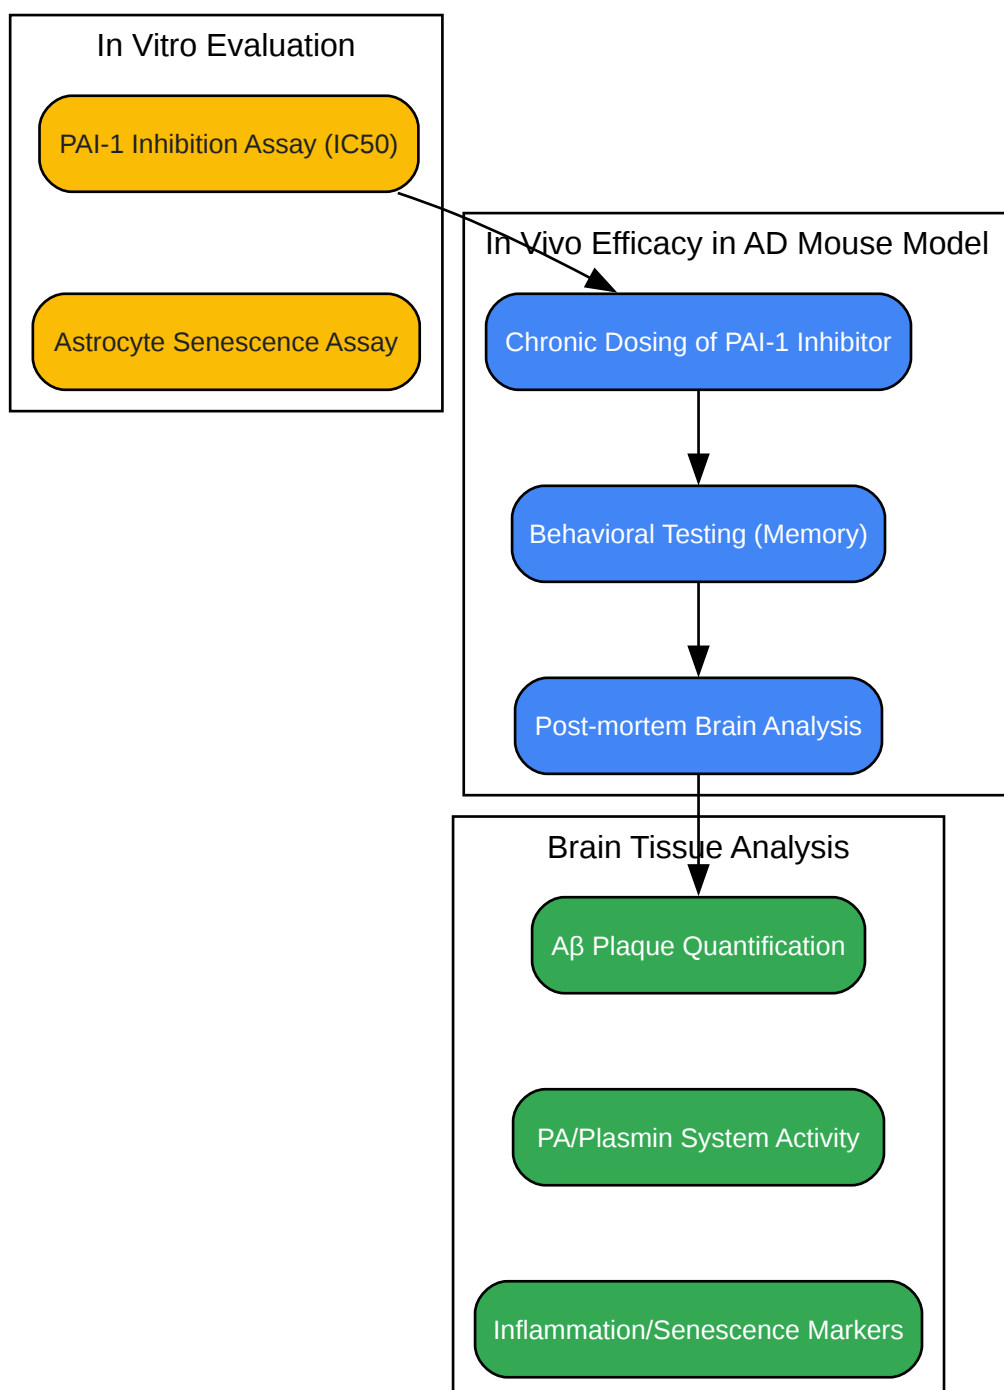 In Vitro Evaluation
PAI-1 Inhibition Assay (IC50)
Astrocyte Senescence Assay
In Vivo Efficacy in AD Mouse Model
Chronic Dosing of PAI-1 Inhibitor
Behavioral Testing (Memory)
Post-mortem Brain Analysis
Brain Tissue Analysis
Aβ Plaque Quantification
PA/Plasmin System Activity
Inflammation/Senescence Markers